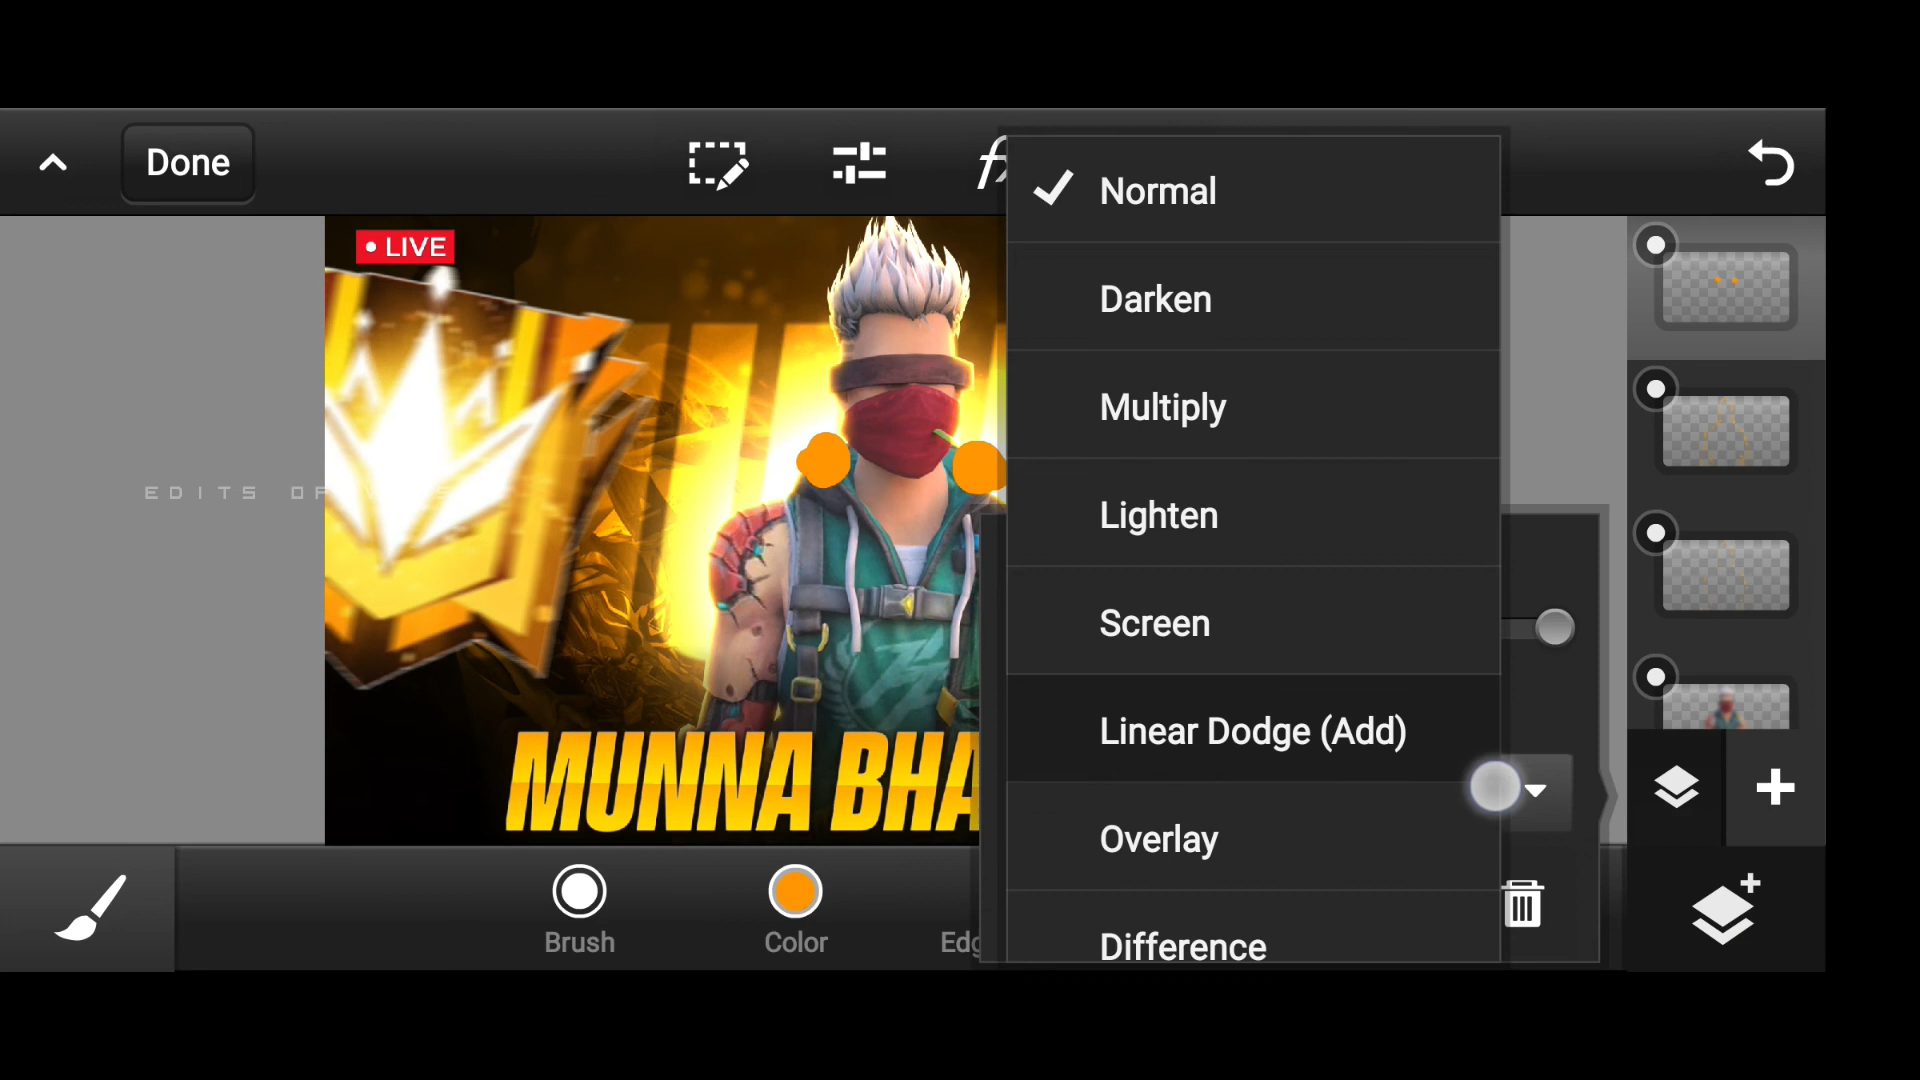 Done
fx
Normal
LIVE
Darken
Multiply
EDITS OF
Lighten
Screen
Linear Dodge (Add)
MUNNA BHA
Overlay
Brush
Color
Edg
Difference